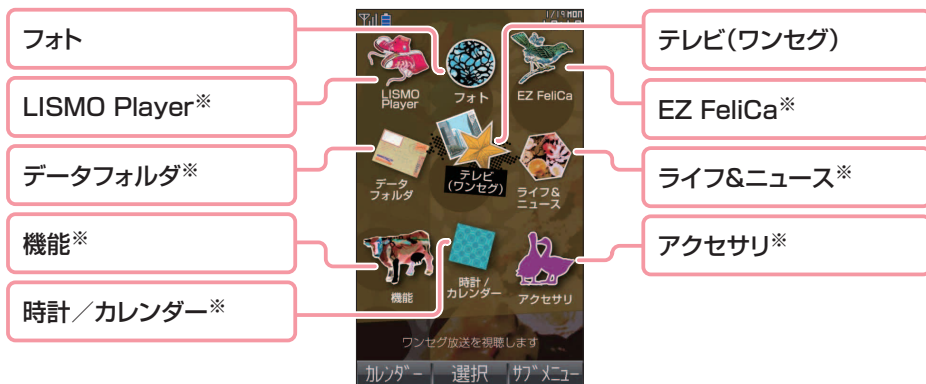 フォト
LISMO Player※
データフォルダ※
機能※
時計／カレンダー※
1/19 MON
LISMO
Player
フォト
EZ FeliCa
データ
フォルダ
テレビ
(ワンセグ)
ライフ&
ニュース
機能
時計/
カレンダー
アクセサリ
ワンセグ放送を視聴します
カレンダー
選択
サブメニュー
テレビ(ワンセグ)
EZ FeliCa※
ライフ&ニュース※
アクセサリ※